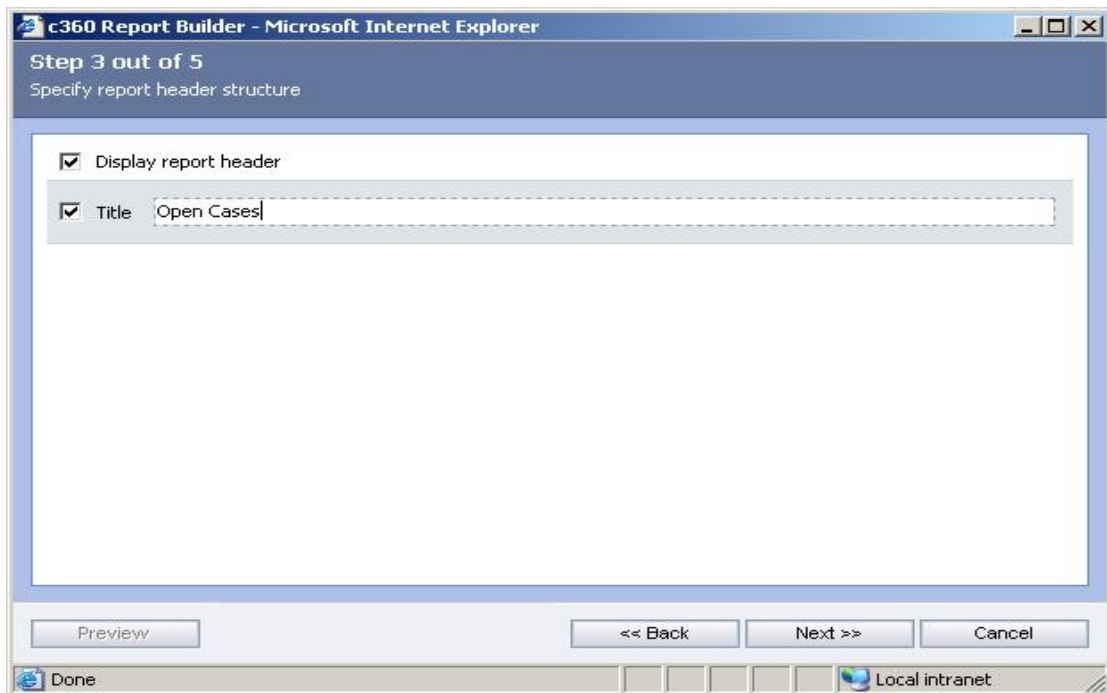 c360 Report Builder - Microsoft Internet Explorer
Step 3 out of 5
Specify report header structure
Display report header
Title Open Cases
Preview << Back Next >> Cancel
Done Local intranet